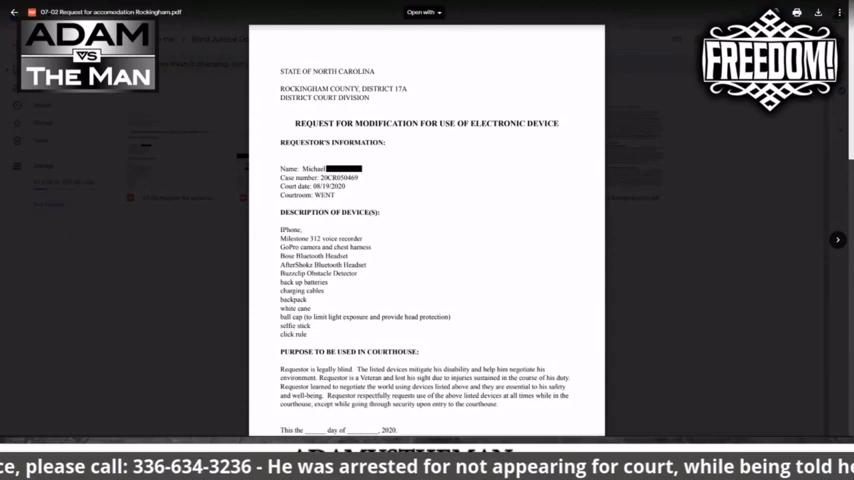 07-02 Request for accomodation Rockingham.pdf
Open with
ADAM
VS
THE MAN
FREEDOM!
STATE OF NORTH CAROLINA
ROCKINGHAM COUNTY, DISTRICT 17A
DISTRICT COURT DIVISION
REQUEST FOR MODIFICATION FOR USE OF ELECTRONIC DEVICE
REQUESTOR'S INFORMATION:
Name: Michael
Case number: 20CR050469
Court date: 08/19/2020
Courtroom: WENT
DESCRIPTION OF DEVICE(S):
IPhone,
Milestone 312 voice recorder
GoPro camera and chest harness
Bose Bluetooth Headset
AfterShokz Bluetooth Headset
Buzzclip Obstacle Detector
back up batteries
charging cables
backpack
white cane
ball cap (to limit light exposure and provide head protection)
selfie stick
click rule
PURPOSE TO BE USED IN COURTHOUSE:
Requestor is legally blind. The listed devices mitigate his disability and help him negotiate his
environment. Requestor is a Veteran and lost his sight due to injuries sustained in the course of his duty.
Requestor learned to negotiate the world using devices listed above and they are essential to his safety
and well-being. Requestor respectfully requests use of the above listed devices at all times while in the
courthouse, except while going through security upon entry to the courthouse.
This the ______ day of _________, 2020.
ADAMVSTHEMAN
ce, please call: 336-634-3236 - He was arrested for not appearing for court, while being told he